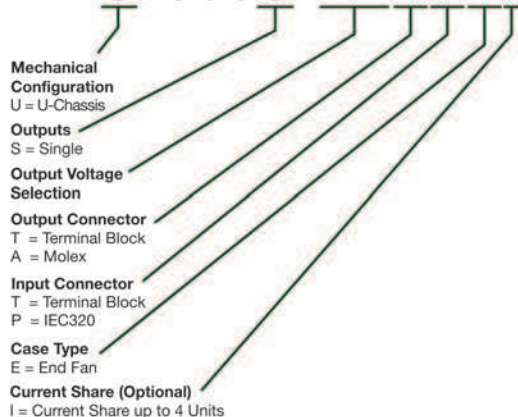 Mechanical
Configuration
U = U-Chassis
Outputs
S = Single
Output Voltage
Selection
Output Connector
T = Terminal Block
A = Molex
Input Connector
T = Terminal Block
P = IEC320
Case Type
E = End Fan
Current Share (Optional)
I = Current Share up to 4 Units